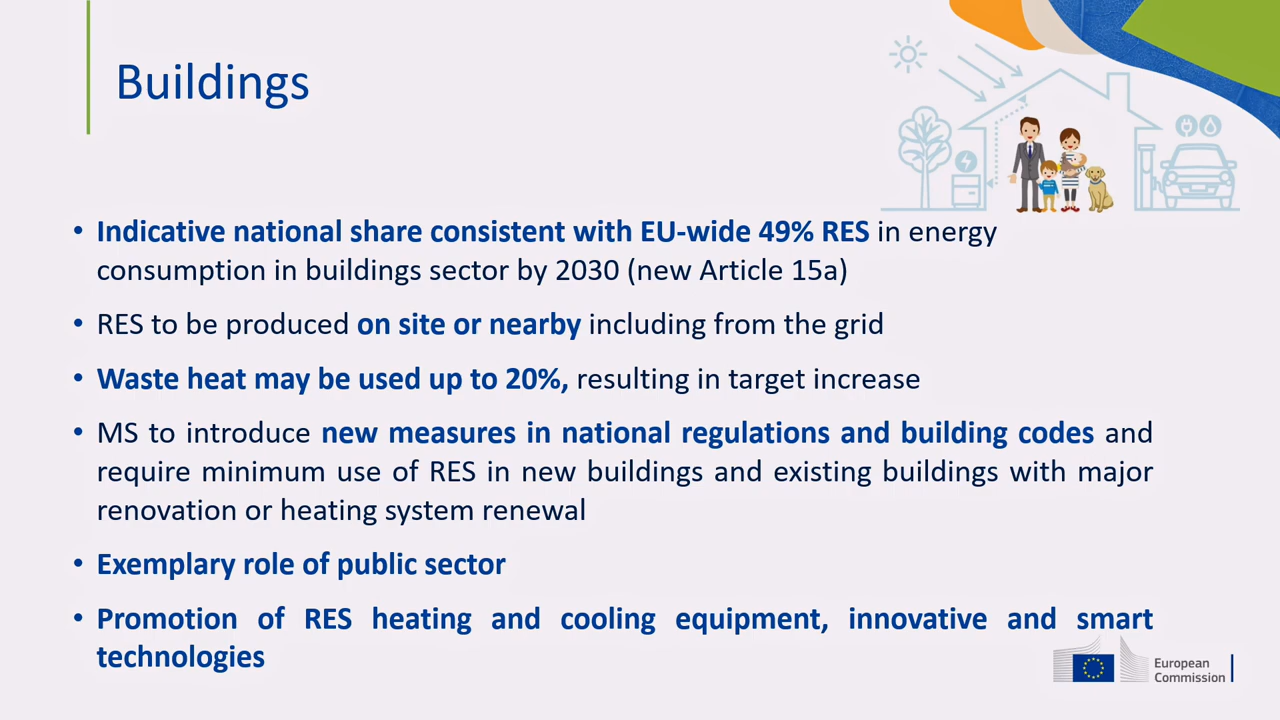 Buildings
• Indicative national share consistent with EU-wide 49% RES in energy
consumption in buildings sector by 2030 (new Article 15a)
• RES to be produced on site or nearby including from the grid
• Waste heat may be used up to 20%, resulting in target increase
• MS to introduce new measures in national regulations and building codes and
require minimum use of RES in new buildings and existing buildings with major
renovation or heating system renewal
• Exemplary role of public sector
• Promotion of RES heating and cooling equipment, innovative and smart
technologies
European
Commission